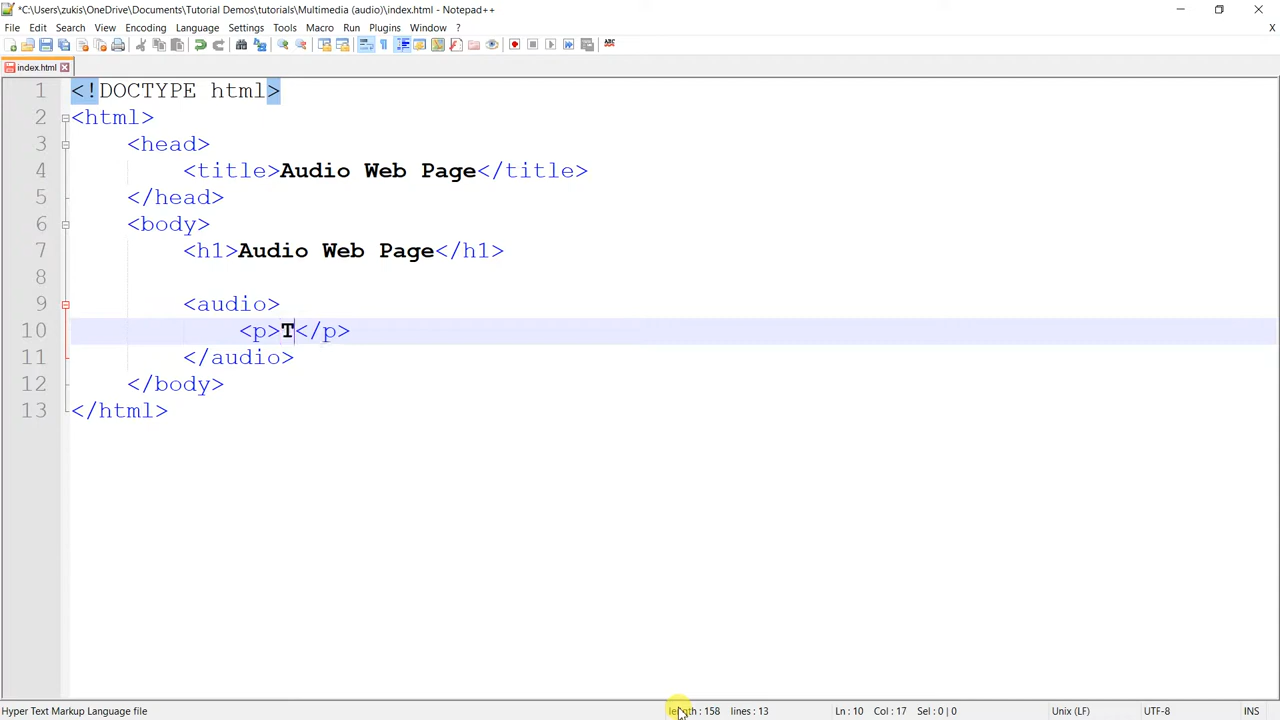 *C:\Users\zukis\OneDrive\Documents\Tutorial Demos\tutorials\Multimedia (audio)\index.html - Notepad++
File Edit Search View Encoding Language Settings Tools Macro Run Plugins Window ? X
index.html
1 <!DOCTYPE html>
2 <html>
3 <head>
4 <title>Audio Web Page</title>
5 </head>
6 <body>
7 <h1>Audio Web Page</h1>
8
9 <audio>
10 <p>T</p>
11 </audio>
12 </body>
13 </html>
Hyper Text Markup Language file length : 158 lines : 13 Ln : 10 Col : 17 Sel : 0 | 0 Unix (LF) UTF-8 INS